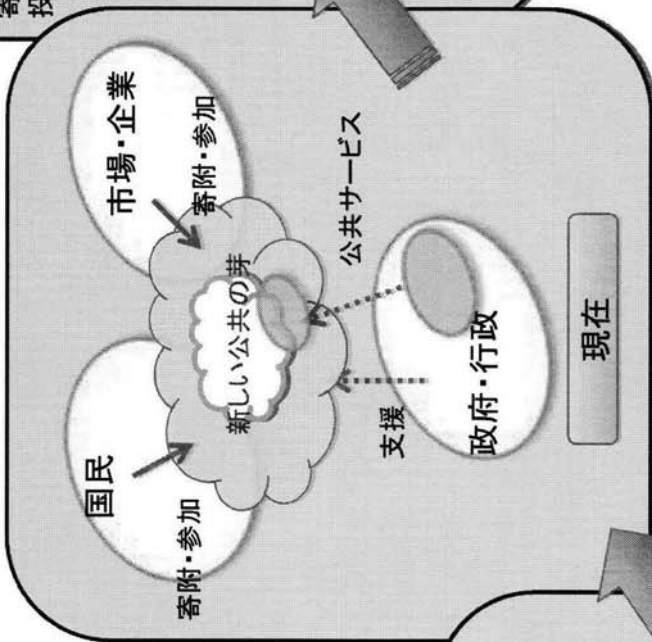 国民
寄附・参加
市場・企業
寄附・参加
新しい公共の芽
公共サービス
支援
政府・行政
現在